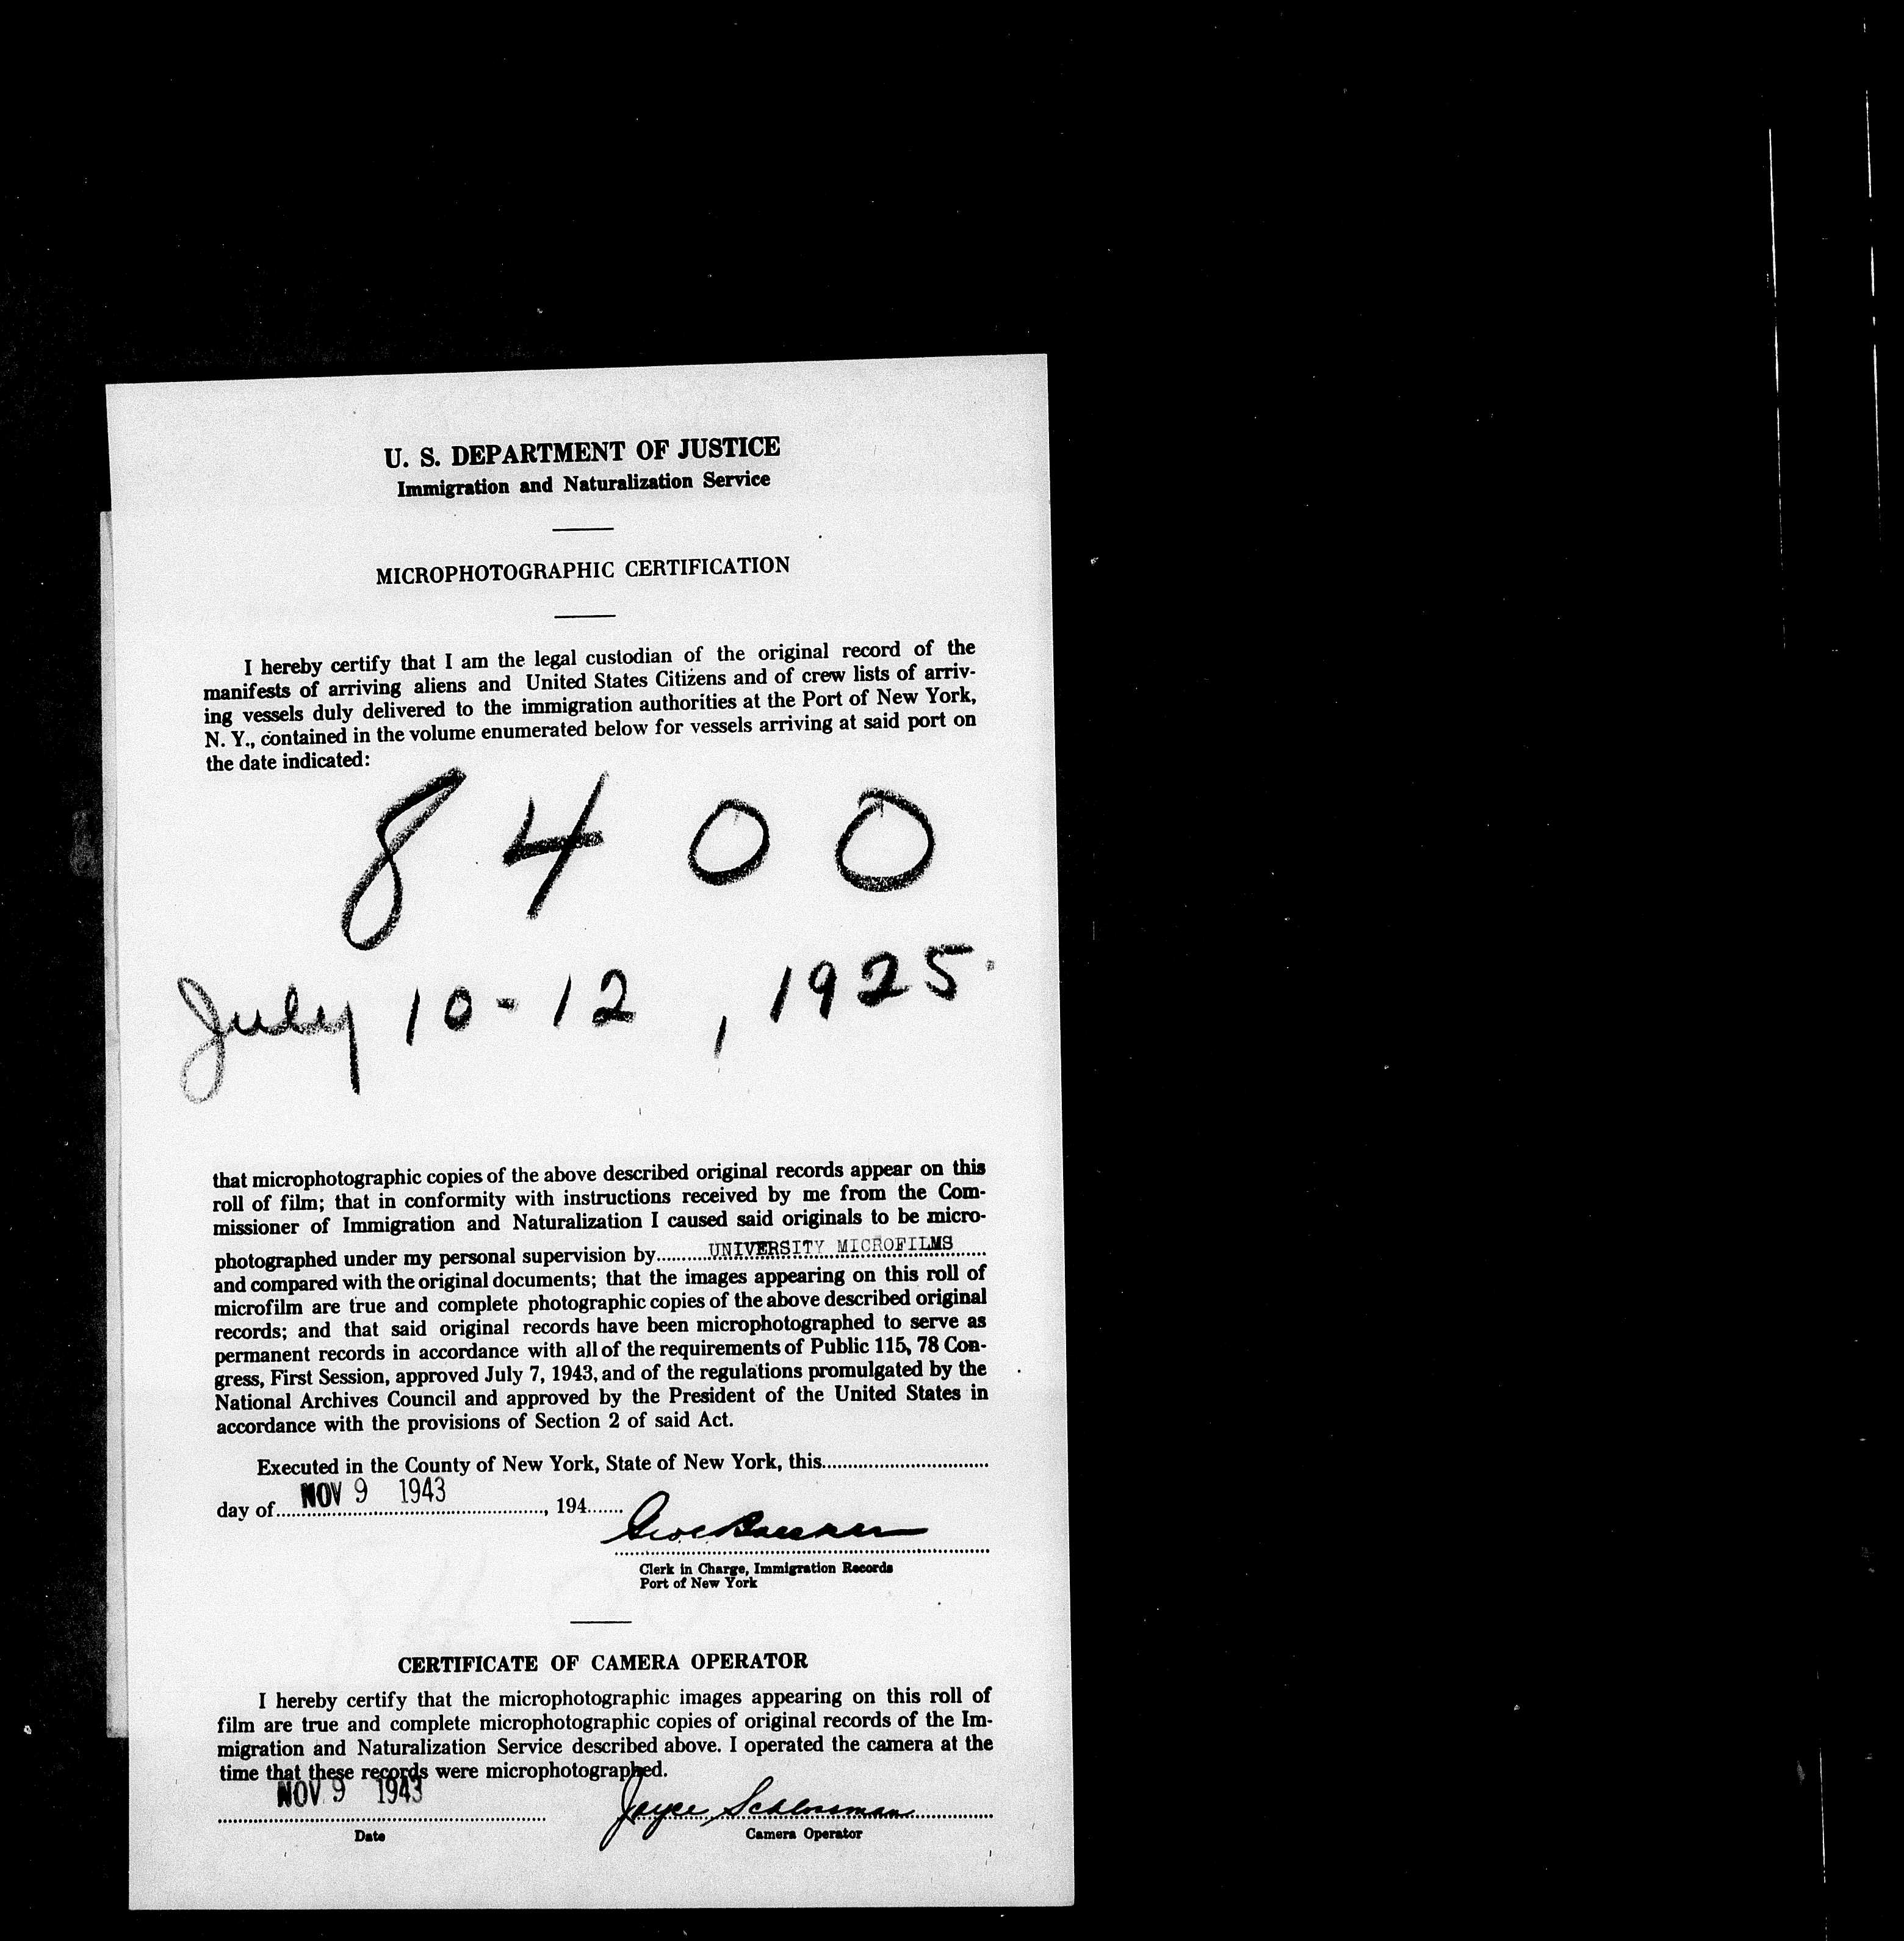 U. S. DEPARTMENT OF JUSTICE
Immigration and Naturalization Service
MICROPHOTOGRAPHIC CERTIFICATION
I hereby certify that I am the legal custodian of the original record of the
manifests of arriving aliens and United States Citizens and of crew lists of arriv-
ing vessels duly delivered to the immigration authorities at the Port of New York,
N. Y., contained in the volume enumerated below for vessels arriving at said port on
the date indicated:
8400
July 10-12, 1925.
that microphotographic copies of the above described original records appear on this
roll of film; that in conformity with instructions received by me from the Com-
missioner of Immigration and Naturalization I caused said originals to be micro-
photographed under my personal supervision by UNIVERSITY MICROFILMS
and compared with the original documents; that the images appearing on this roll of
microfilm are true and complete photographic copies of the above described original
records; and that said original records have been microphotographed to serve as
permanent records in accordance with all of the requirements of Public 115, 78 Con-
gress, First Session, approved July 7, 1943, and of the regulations promulgated by the
National Archives Council and approved by the President of the United States in
accordance with the provisions of Section 2 of said Act.
Executed in the County of New York, State of New York, this
day of NOV 9 1943, 194
Clerk in Charge, Immigration Records
Port of New York
CERTIFICATE OF CAMERA OPERATOR
I hereby certify that the microphotographic images appearing on this roll of
film are true and complete microphotographic copies of original records of the Im-
migration and Naturalization Service described above. I operated the camera at the
time that these records were microphotographed.
NOV 9 1943 Joyce Schlossman
Date Camera Operator